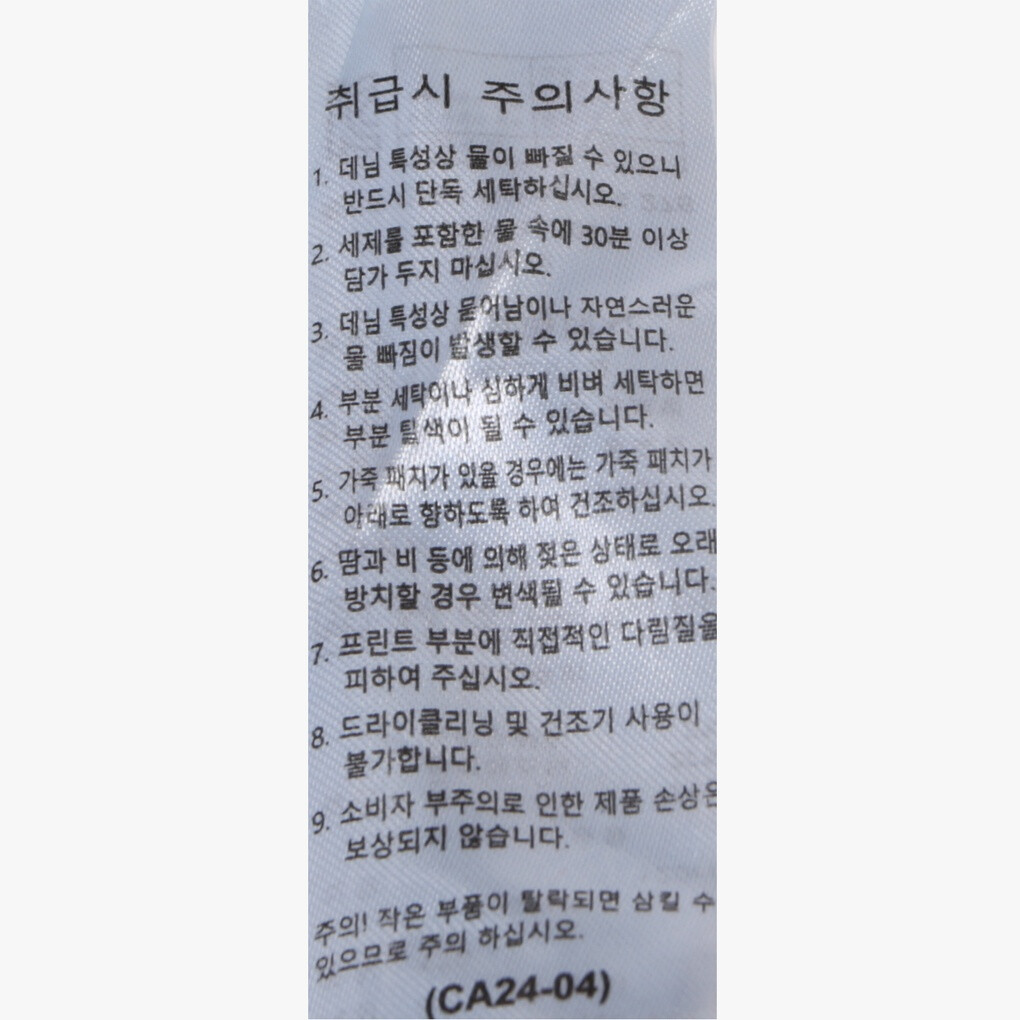 취급시 주의사항
1. 데님 특성상 물이 빠질 수 있으니
반드시 단독 세탁하십시오.
2. 세제를 포함한 물 속에 30분 이상
담가 두지 마십시오.
3. 데님 특성상 묻어남이나 자연스러운
물 빠짐이 발생할 수 있습니다.
4. 부분 세탁이나 심하게 비벼 세탁하면
부분 탈색이 될 수 있습니다.
5. 가죽 패치가 있을 경우에는 가죽 패치가
아래로 향하도록 하여 건조하십시오.
6. 땀과 비 등에 의해 젖은 상태로 오래
방치할 경우 변색될 수 있습니다.
7. 프린트 부분에 직접적인 다림질을
피하여 주십시오.
8. 드라이클리닝 및 건조기 사용이
불가합니다.
9. 소비자 부주의로 인한 제품 손상은
보상되지 않습니다.
주의! 작은 부품이 탈락되면 삼킬 수
있으므로 주의 하십시오.
(CA24-04)